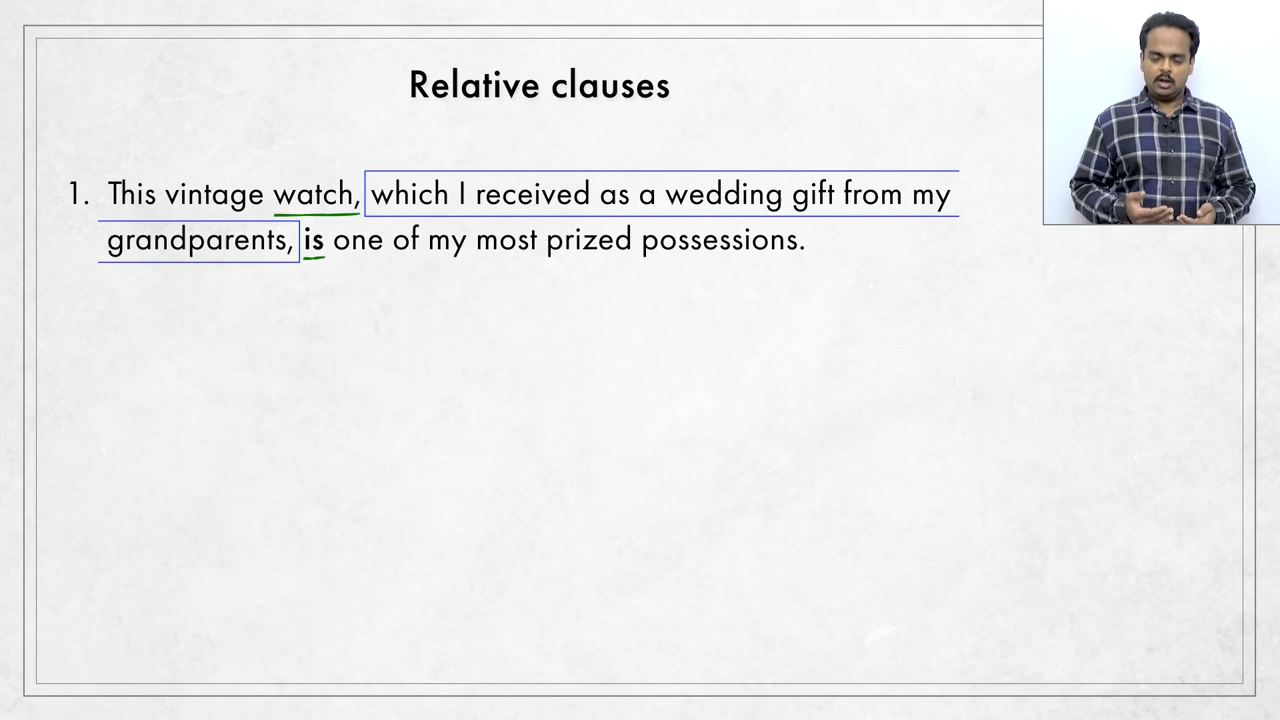 Relative clauses
1. This vintage watch, which I received as a wedding gift from my
grandparents, is one of my most prized possessions.